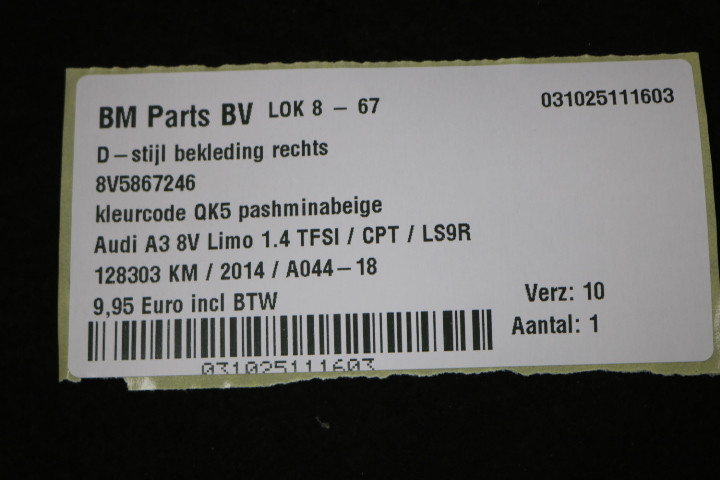 BM Parts BV LOK 8 – 67 031025111603
D–stijl bekleding rechts
8V5867246
kleurcode QK5 pashminabeige
Audi A3 8V Limo 1.4 TFSI / CPT / LS9R
128303 KM / 2014 / A044–18
9,95 Euro incl BTW
Verz: 10
Aantal: 1
031025111603